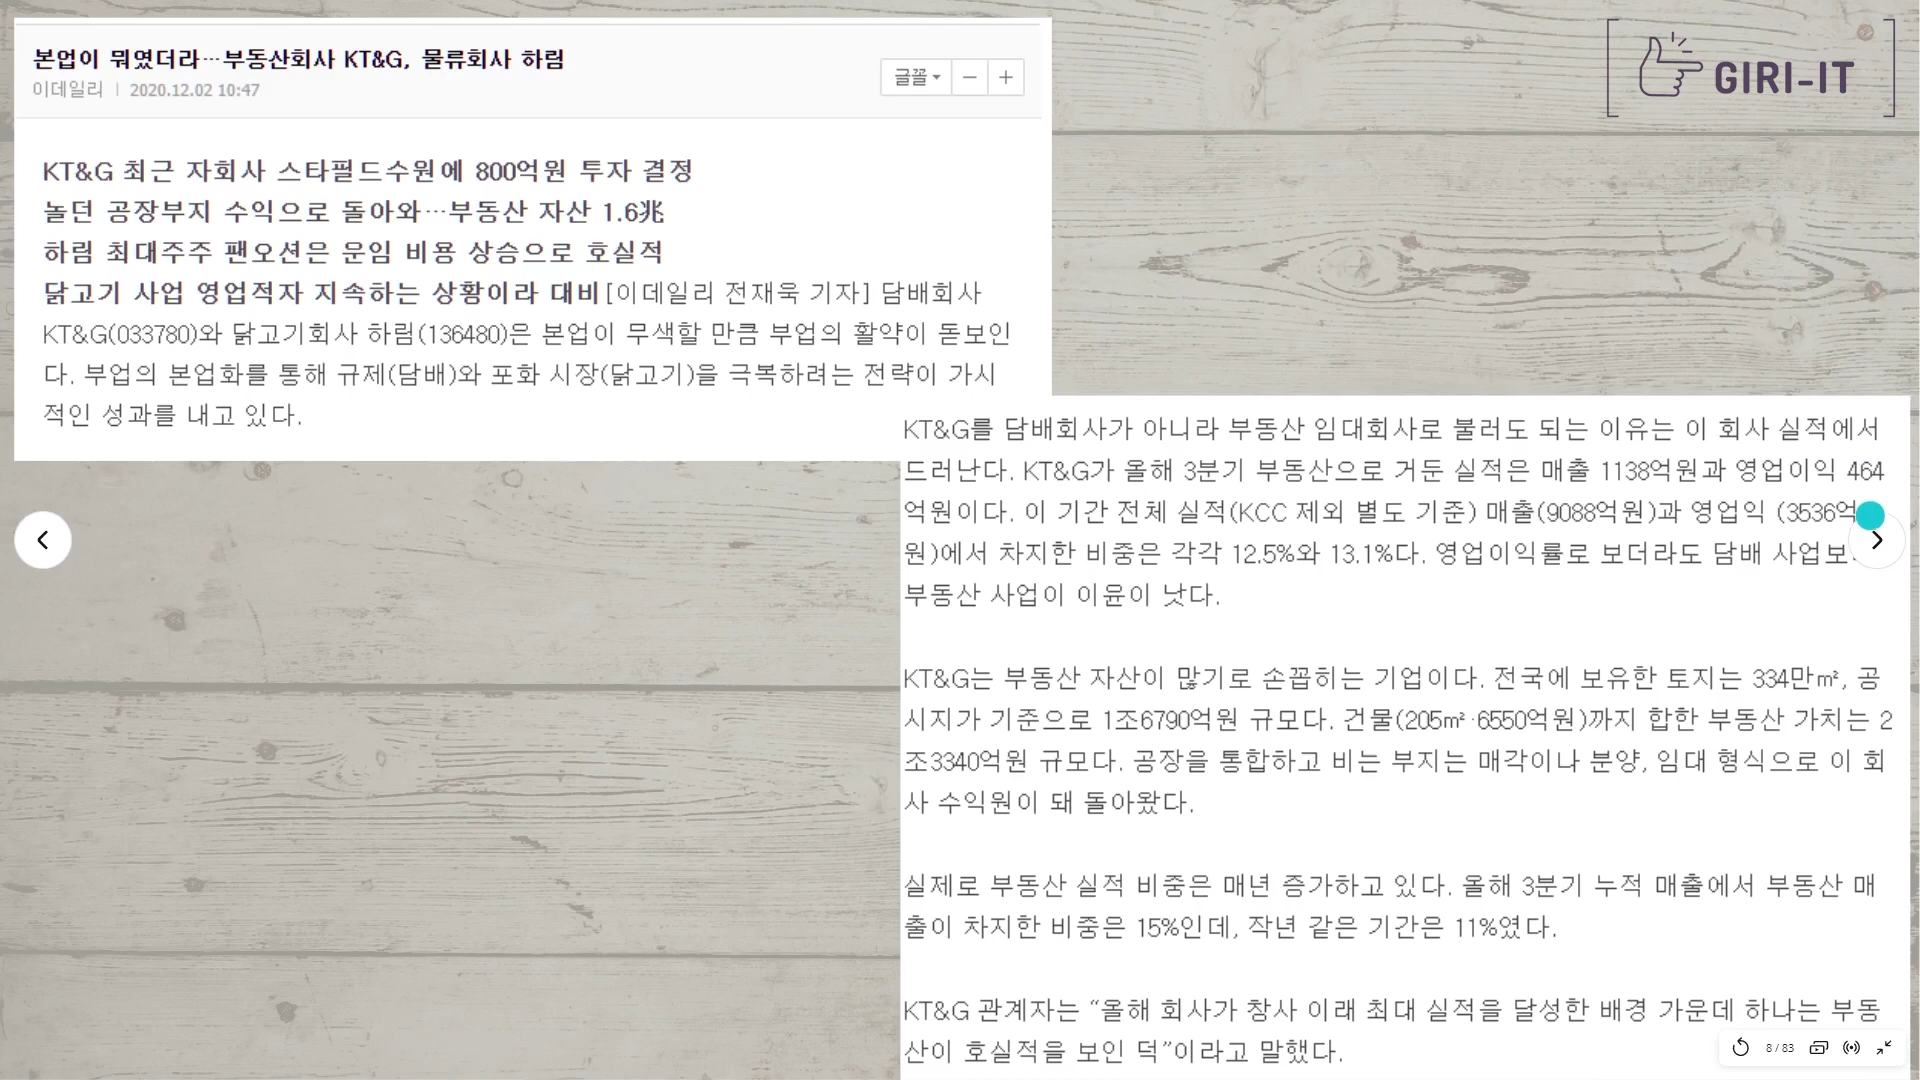 본업이 뭐였더라…부동산회사 KT&G, 물류회사 하림
이데일리 | 2020.12.02 10:47
글꼴
KT&G 최근 자회사 스타필드수원에 800억원 투자 결정
놀던 공장부지 수익으로 돌아와…부동산 자산 1.6兆
하림 최대주주 팬오션은 운임 비용 상승으로 호실적
닭고기 사업 영업적자 지속하는 상황이라 대비[이데일리 전재욱 기자] 담배회사
KT&G(033780)와 닭고기회사 하림(136480)은 본업이 무색할 만큼 부업의 활약이 돋보인
다. 부업의 본업화를 통해 규제(담배)와 포화 시장(닭고기)을 극복하려는 전략이 가시
적인 성과를 내고 있다.
GIRI-IT
KT&G를 담배회사가 아니라 부동산 임대회사로 불러도 되는 이유는 이 회사 실적에서
드러난다. KT&G가 올해 3분기 부동산으로 거둔 실적은 매출 1138억원과 영업이익 464
억원이다. 이 기간 전체 실적(KCC 제외 별도 기준) 매출(9088억원)과 영업익 (3536억
원)에서 차지한 비중은 각각 12.5%와 13.1%다. 영업이익률로 보더라도 담배 사업보
부동산 사업이 이윤이 낫다.
KT&G는 부동산 자산이 많기로 손꼽히는 기업이다. 전국에 보유한 토지는 334만㎡, 공
시지가 기준으로 1조6790억원 규모다. 건물(205㎡·6550억원)까지 합한 부동산 가치는 2
조3340억원 규모다. 공장을 통합하고 비는 부지는 매각이나 분양, 임대 형식으로 이 회
사 수익원이 돼 돌아왔다.
실제로 부동산 실적 비중은 매년 증가하고 있다. 올해 3분기 누적 매출에서 부동산 매
출이 차지한 비중은 15%인데, 작년 같은 기간은 11%였다.
KT&G 관계자는 “올해 회사가 창사 이래 최대 실적을 달성한 배경 가운데 하나는 부동
산이 호실적을 보인 덕”이라고 말했다.
8 / 83